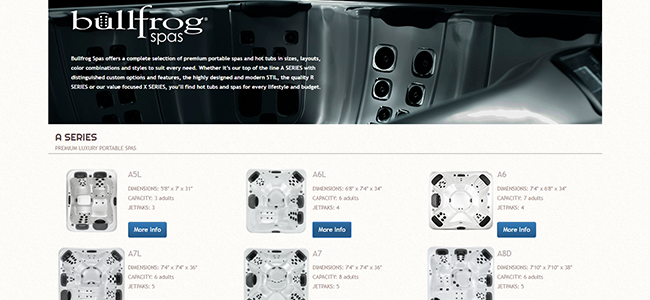 bullfrog®
spas
Bullfrog Spas offers a complete selection of premium portable spas and hot tubs in sizes, layouts,
color combinations and styles to suit every need. Whether it's our top of the line A SERIES with
distinguished custom options and features, the highly designed and modern STIL, the quality R
SERIES or our value focused X SERIES, you'll find hot tubs and spas for every lifestyle and budget.
A SERIES
PREMIUM LUXURY PORTABLE SPAS
A5L
DIMENSIONS: 5'8" x 7' x 31"
CAPACITY: 3 adults
JETPAKS: 3
More Info
A6L
DIMENSIONS: 6'8" x 7'4" x 34"
CAPACITY: 6 adults
JETPAKS: 4
More Info
A6
DIMENSIONS: 7'4" x 6'8" x 34"
CAPACITY: 7 adults
JETPAKS: 4
More Info
A7L
DIMENSIONS: 7'4" x 7'4" x 36"
CAPACITY: 6 adults
JETPAKS: 5
A7
DIMENSIONS: 7'4" x 7'4" x 36"
CAPACITY: 8 adults
JETPAKS: 5
A8D
DIMENSIONS: 7'10" x 7'10" x 38"
CAPACITY: 6 adults
JETPAKS: 5